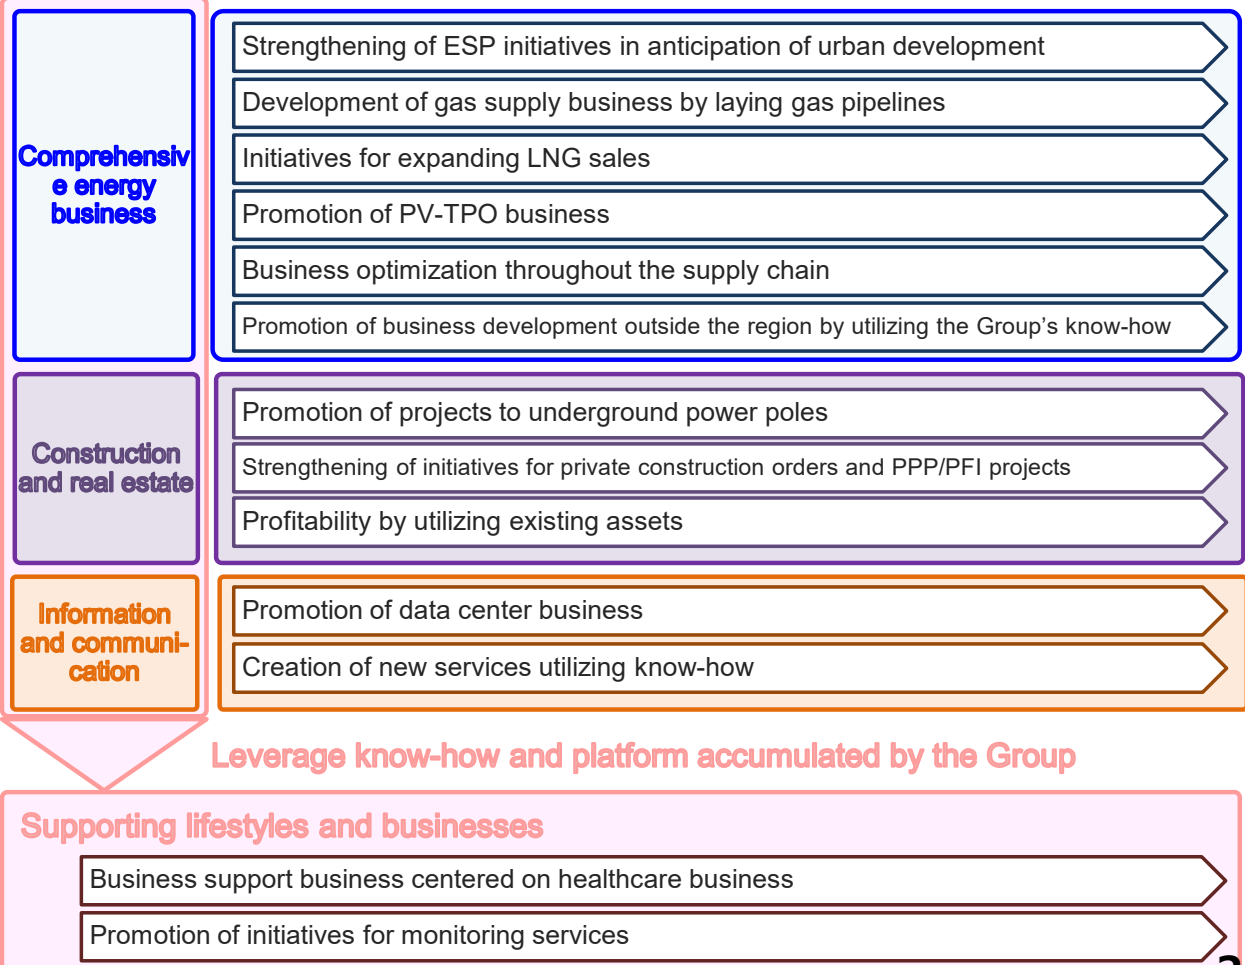 Comprehensiv
e energy
business
Strengthening of ESP initiatives in anticipation of urban development
Development of gas supply business by laying gas pipelines
Initiatives for expanding LNG sales
Promotion of PV-TPO business
Business optimization throughout the supply chain
Promotion of business development outside the region by utilizing the Group’s know-how
Construction
and real estate
Promotion of projects to underground power poles
Strengthening of initiatives for private construction orders and PPP/PFI projects
Profitability by utilizing existing assets
Information
and communi-
cation
Promotion of data center business
Creation of new services utilizing know-how
Leverage know-how and platform accumulated by the Group
Supporting lifestyles and businesses
Business support business centered on healthcare business
Promotion of initiatives for monitoring services